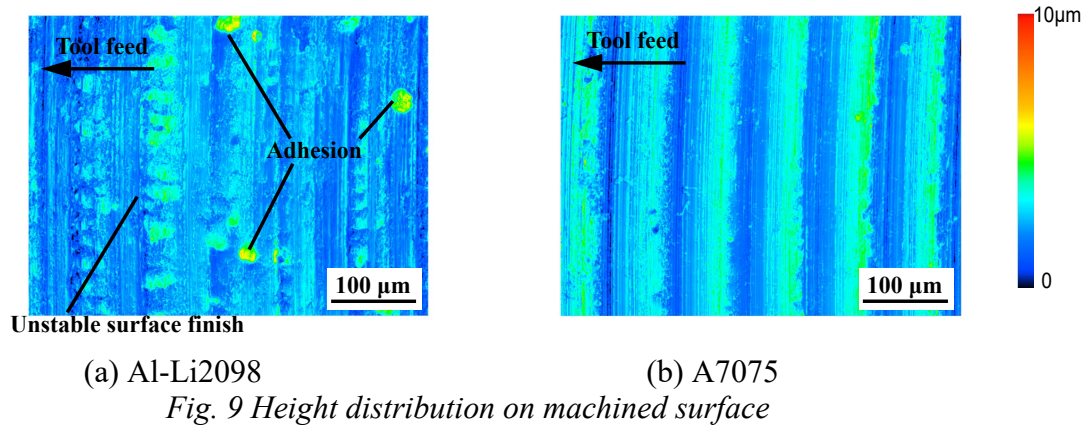 Tool feed
Adhesion
100 μm
Unstable surface finish
Tool feed
100 μm
10μm
0
(a) Al-Li2098
(b) A7075
Fig. 9 Height distribution on machined surface